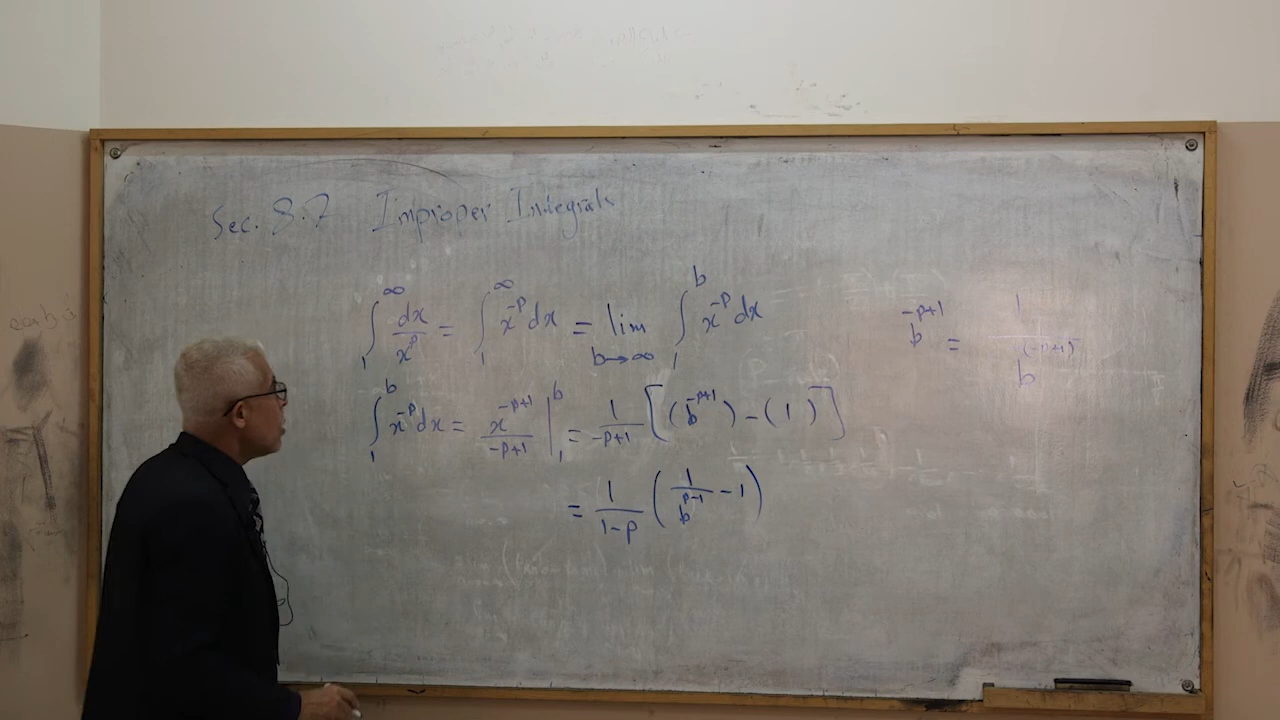 Sec. 8.7 Improper Integrals
∫₁^∞ dx/x^p = ∫₁^∞ x^{-p} dx = lim_{b→∞} ∫₁^b x^{-p} dx
b^{-p+1} = 1/b^{-(-p+1)}
∫₁^b x^{-p} dx = x^{-p+1}/(-p+1) |₁^b = 1/(-p+1) [(b^{-p+1}) - (1)]
= 1/(1-p) (1/b^{p-1} - 1)